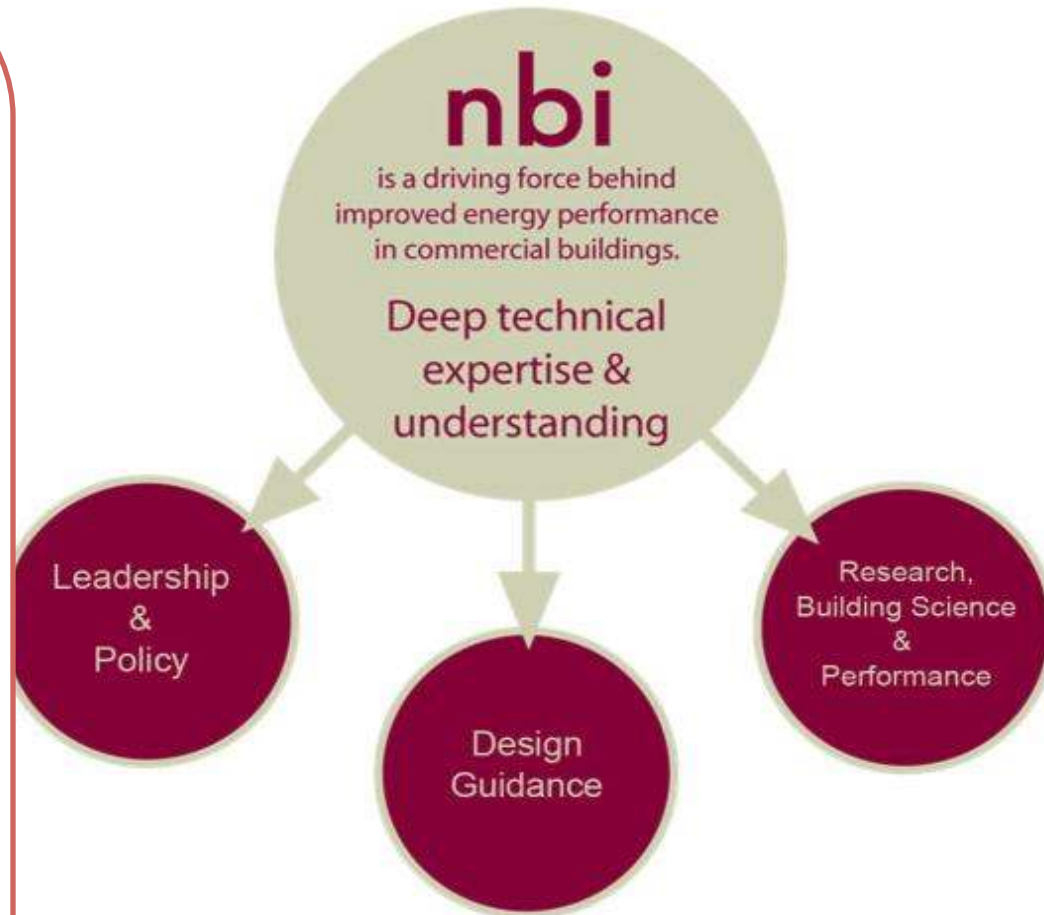 nbi
is a driving force behind
improved energy performance
in commercial buildings.
Deep technical
expertise &
understanding
Leadership
&
Policy
Design
Guidance
Research,
Building Science
&
Performance